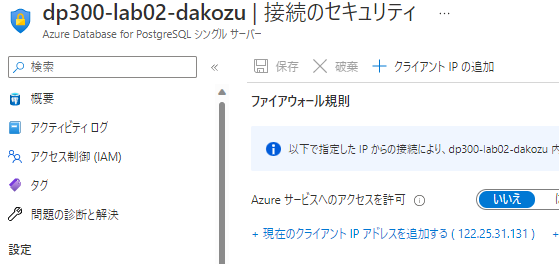 dp300-lab02-dakozu | 接続のセキュリティ ...
Azure Database for PostgreSQL シングル サーバー
検索
概要
アクティビティ ログ
アクセス制御 (IAM)
タグ
問題の診断と解決
設定
保存 破棄 クライアント IP の追加
ファイアウォール規則
以下で指定した IP からの接続により、dp300-lab02-dakozu 内
Azure サービスへのアクセスを許可 いいえ
+ 現在のクライアント IP アドレスを追加する ( 122.25.31.131 ) +